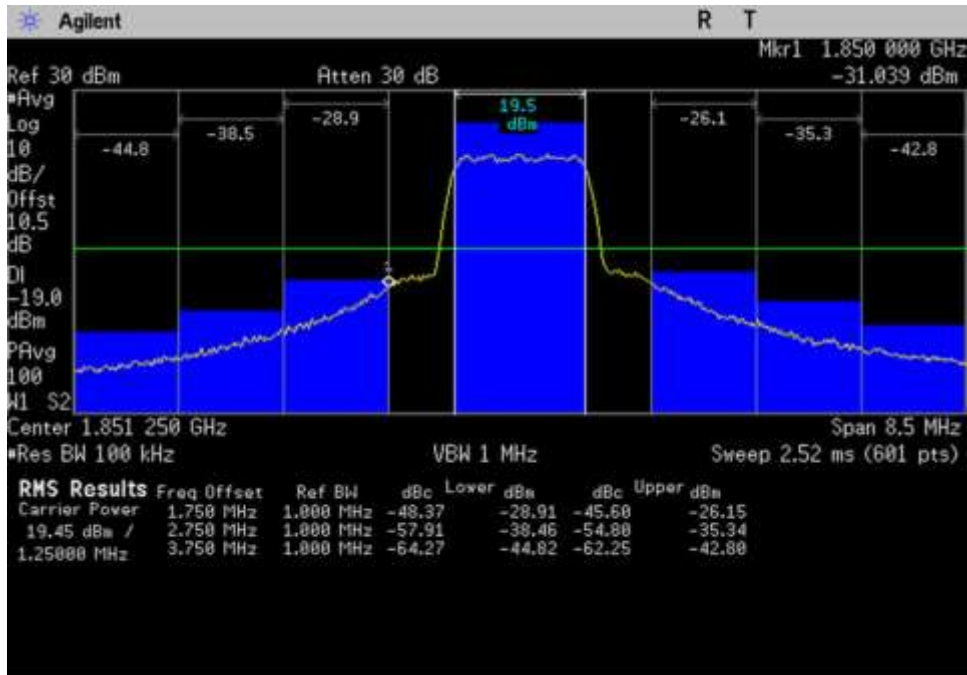 Agilent R T
Mkr1 1.850 000 GHz
Ref 30 dBm Atten 30 dB -31.039 dBm
#Avg
Log
10
dB/
Offst
10.5
dB
DI
-19.0
dBm
PAvg
100
W1 S2
-44.8 -38.5 -28.9 19.5 dBm -26.1 -35.3 -42.8
Center 1.851 250 GHz Span 8.5 MHz
#Res BW 100 kHz VBW 1 MHz Sweep 2.52 ms (601 pts)
RMS Results Freq Offset Ref BW dBc Lower dBm dBc Upper dBm
Carrier Power 1.750 MHz 1.000 MHz -48.37 -28.91 -45.60 -26.15
19.45 dBm / 2.750 MHz 1.000 MHz -57.91 -38.46 -54.80 -35.34
1.25000 MHz 3.750 MHz 1.000 MHz -64.27 -44.82 -62.25 -42.80